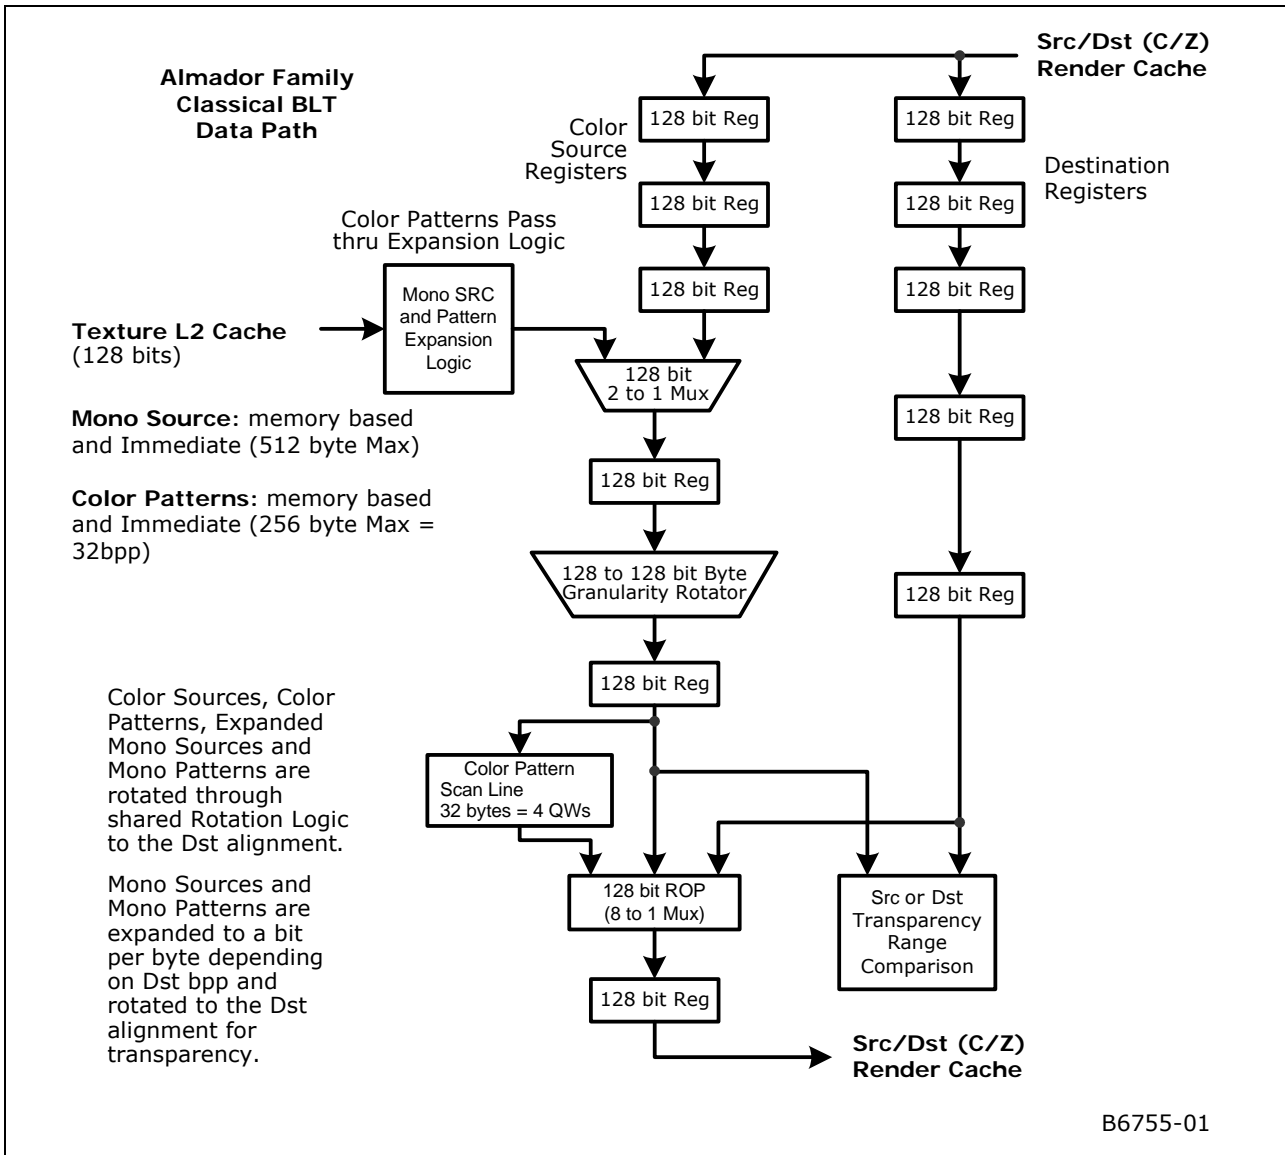 Src/Dst (C/Z)
Render Cache
Almador Family
Classical BLT
Data Path
128 bit Reg
128 bit Reg
Color
Source
Registers
Destination
Registers
128 bit Reg
128 bit Reg
Color Patterns Pass
thru Expansion Logic
128 bit Reg
128 bit Reg
Mono SRC
and Pattern
Expansion
Logic
Texture L2 Cache
(128 bits)
128 bit
2 to 1 Mux
128 bit Reg
Mono Source: memory based
and Immediate (512 byte Max)
128 bit Reg
Color Patterns: memory based
and Immediate (256 byte Max =
32bpp)
128 to 128 bit Byte
Granularity Rotator
128 bit Reg
128 bit Reg
Color Sources, Color
Patterns, Expanded
Mono Sources and
Mono Patterns are
rotated through
shared Rotation Logic
to the Dst alignment.
Color Pattern
Scan Line
32 bytes = 4 QWs
Mono Sources and
Mono Patterns are
expanded to a bit
per byte depending
on Dst bpp and
rotated to the Dst
alignment for
transparency.
128 bit ROP
(8 to 1 Mux)
Src or Dst
Transparency
Range
Comparison
128 bit Reg
Src/Dst (C/Z)
Render Cache
B6755-01